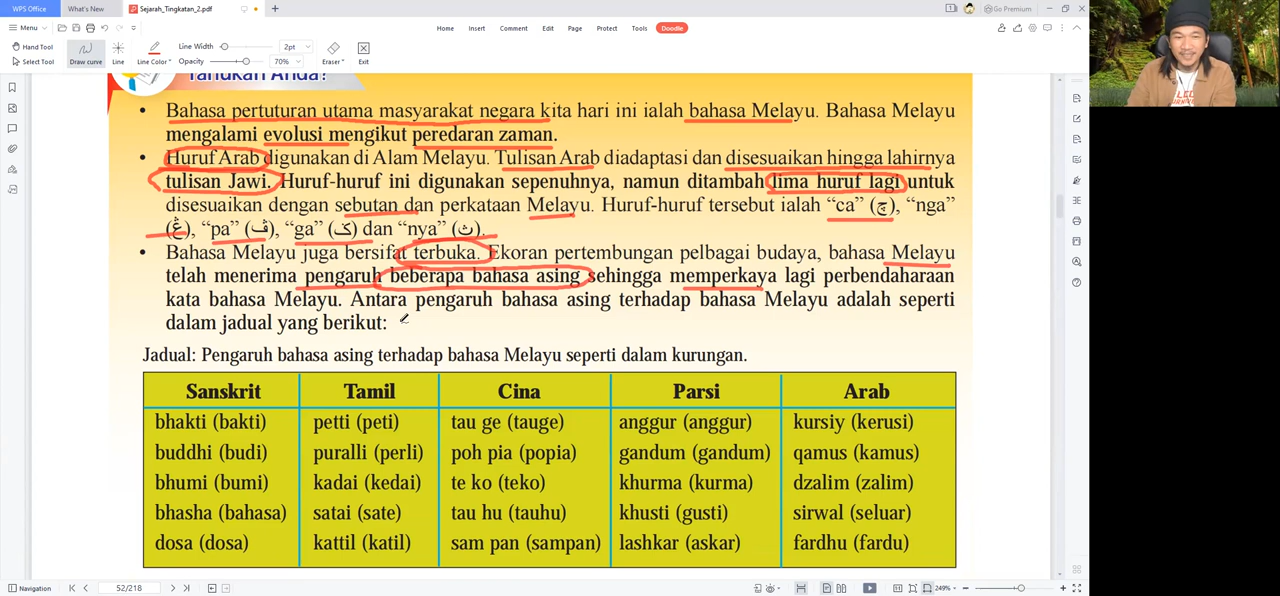 WPS Office What's New Sejarah_Tingkatan_2.pdf Go Premium
Menu Home Insert Comment Edit Page Protect Tools Doodle
Hand Tool Select Tool Draw curve Line Line Color Line Width 2pt Opacity 70% Eraser Exit
Tahukan Anda?
• Bahasa pertuturan utama masyarakat negara kita hari ini ialah bahasa Melayu. Bahasa Melayu
mengalami evolusi mengikut peredaran zaman.
• Huruf Arab digunakan di Alam Melayu. Tulisan Arab diadaptasi dan disesuaikan hingga lahirnya
tulisan Jawi. Huruf-huruf ini digunakan sepenuhnya, namun ditambah lima huruf lagi untuk
disesuaikan dengan sebutan dan perkataan Melayu. Huruf-huruf tersebut ialah “ca” (چ), “nga”
(ڠ), “pa” (ڤ), “ga” (ݢ) dan “nya” (ث).
• Bahasa Melayu juga bersifat terbuka. Ekoran pertembungan pelbagai budaya, bahasa Melayu
telah menerima pengaruh beberapa bahasa asing sehingga memperkaya lagi perbendaharaan
kata bahasa Melayu. Antara pengaruh bahasa asing terhadap bahasa Melayu adalah seperti
dalam jadual yang berikut:
Jadual: Pengaruh bahasa asing terhadap bahasa Melayu seperti dalam kurungan.
Sanskrit Tamil Cina Parsi Arab
bhakti (bakti) petti (peti) tau ge (tauge) anggur (anggur) kursiy (kerusi)
buddhi (budi) puralli (perli) poh pia (popia) gandum (gandum) qamus (kamus)
bhumi (bumi) kadai (kedai) te ko (teko) khurma (kurma) dzalim (zalim)
bhasha (bahasa) satai (sate) tau hu (tauhu) khusti (gusti) sirwal (seluar)
dosa (dosa) kattil (katil) sam pan (sampan) lashkar (askar) fardhu (fardu)
Navigation 52/218 249%